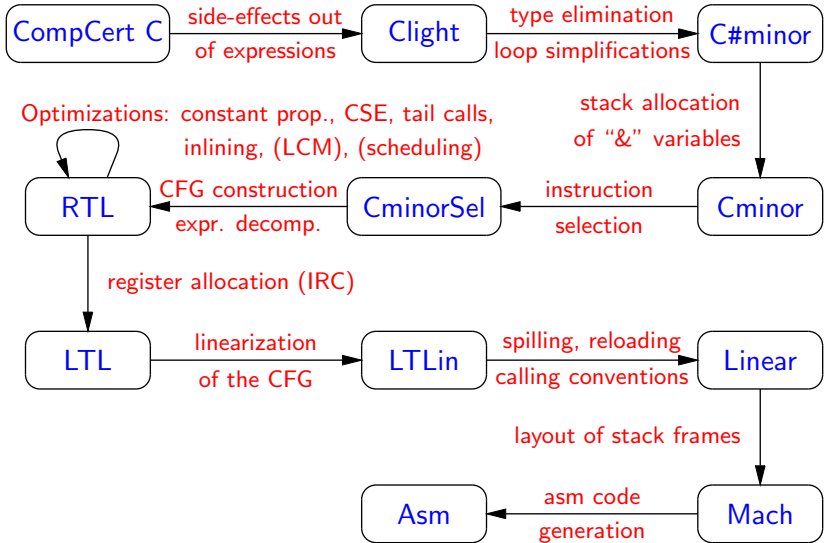 CompCert C
side-effects out
of expressions
Clight
type elimination
loop simplifications
C#minor
stack allocation
of “&” variables
Optimizations: constant prop., CSE, tail calls,
inlining, (LCM), (scheduling)
RTL
CFG construction
expr. decomp.
CminorSel
instruction
selection
Cminor
register allocation (IRC)
LTL
linearization
of the CFG
LTLin
spilling, reloading
calling conventions
Linear
layout of stack frames
Asm
asm code
generation
Mach